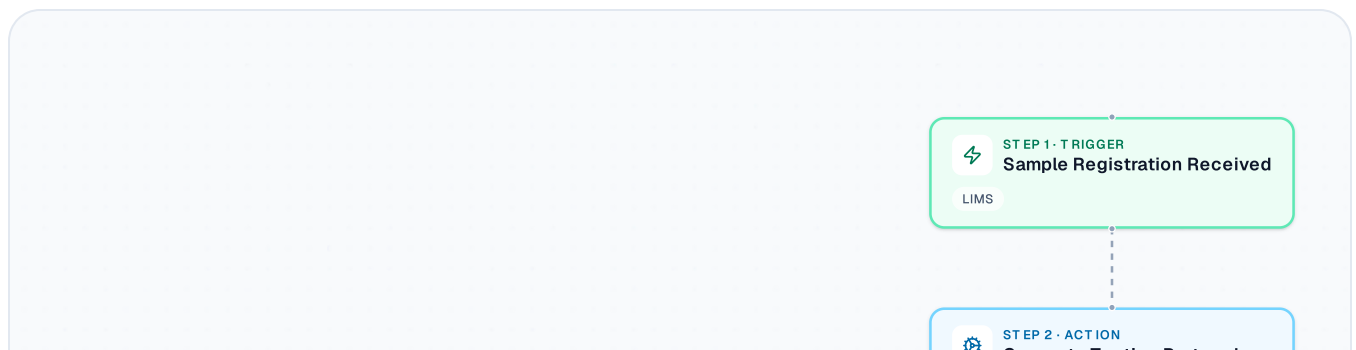 STEP 1 · TRIGGER
Sample Registration Received
LIMS
STEP 2 · ACTION